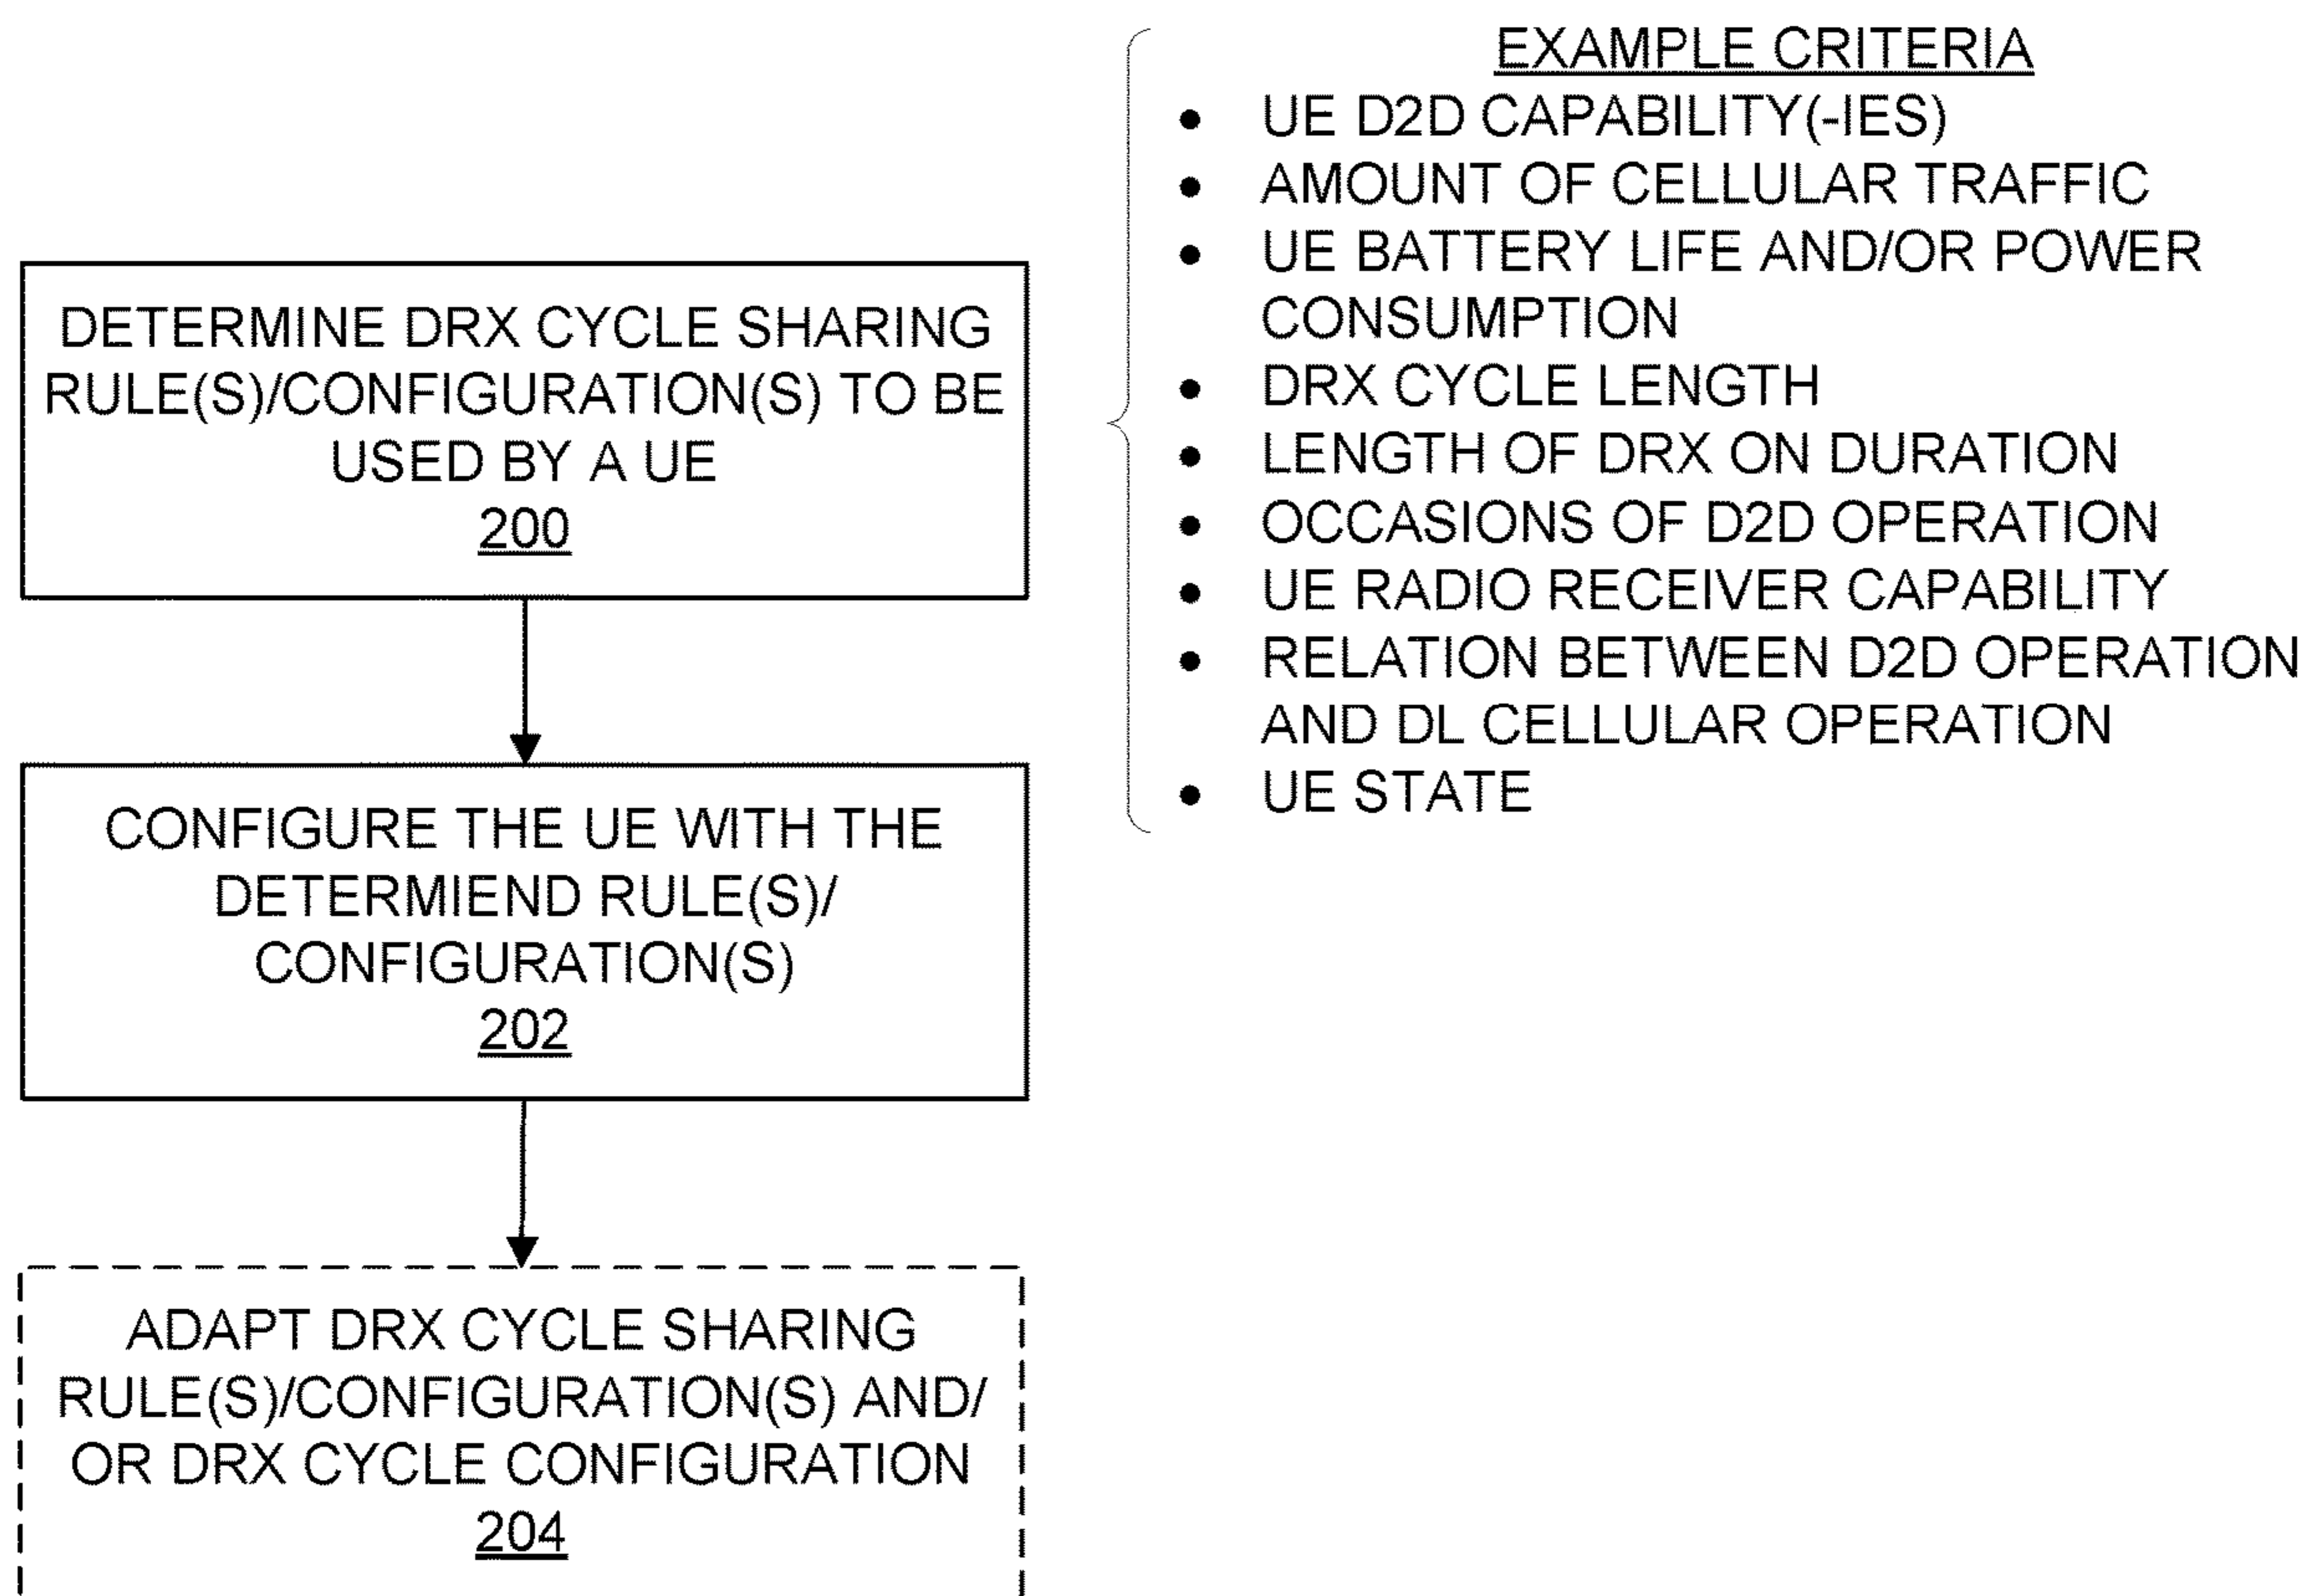 DETERMINE DRX CYCLE SHARING
RULE(S)/CONFIGURATION(S) TO BE
USED BY A UE
200
EXAMPLE CRITERIA
• UE D2D CAPABILITY(-IES)
• AMOUNT OF CELLULAR TRAFFIC
• UE BATTERY LIFE AND/OR POWER
CONSUMPTION
• DRX CYCLE LENGTH
• LENGTH OF DRX ON DURATION
• OCCASIONS OF D2D OPERATION
• UE RADIO RECEIVER CAPABILITY
• RELATION BETWEEN D2D OPERATION
AND DL CELLULAR OPERATION
• UE STATE
CONFIGURE THE UE WITH THE
DETERMIEND RULE(S)/
CONFIGURATION(S)
202
ADAPT DRX CYCLE SHARING
RULE(S)/CONFIGURATION(S) AND/
OR DRX CYCLE CONFIGURATION
204